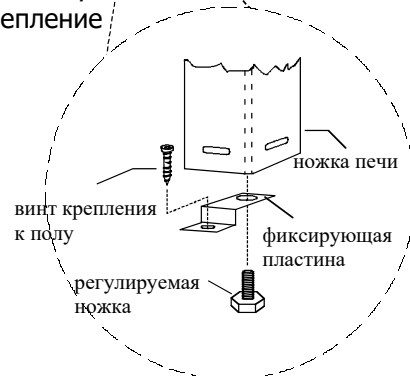 епление
ножка печи
винт крепления
к полу
фиксирующая
пластина
регулируемая
ножка